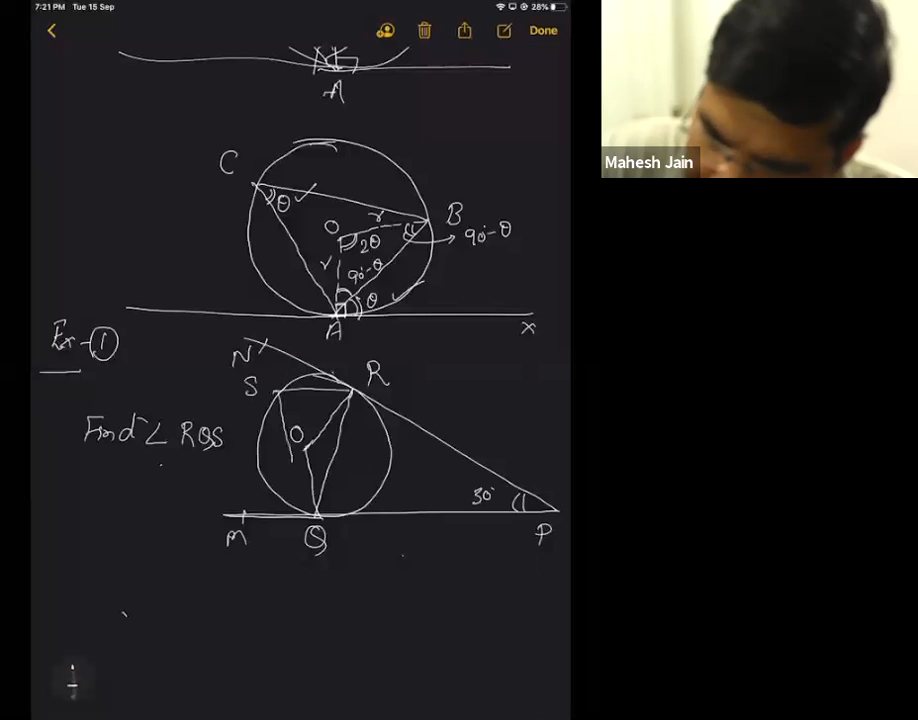 7:21 PM Tue 15 Sep
28%
Done
A
C
θ
O
r
B
2θ
90°-θ
r
90-θ
θ
A
x
Ex-①
N
S
R
Find ∠ RQS
O
30°
M
Q
P
Mahesh Jain